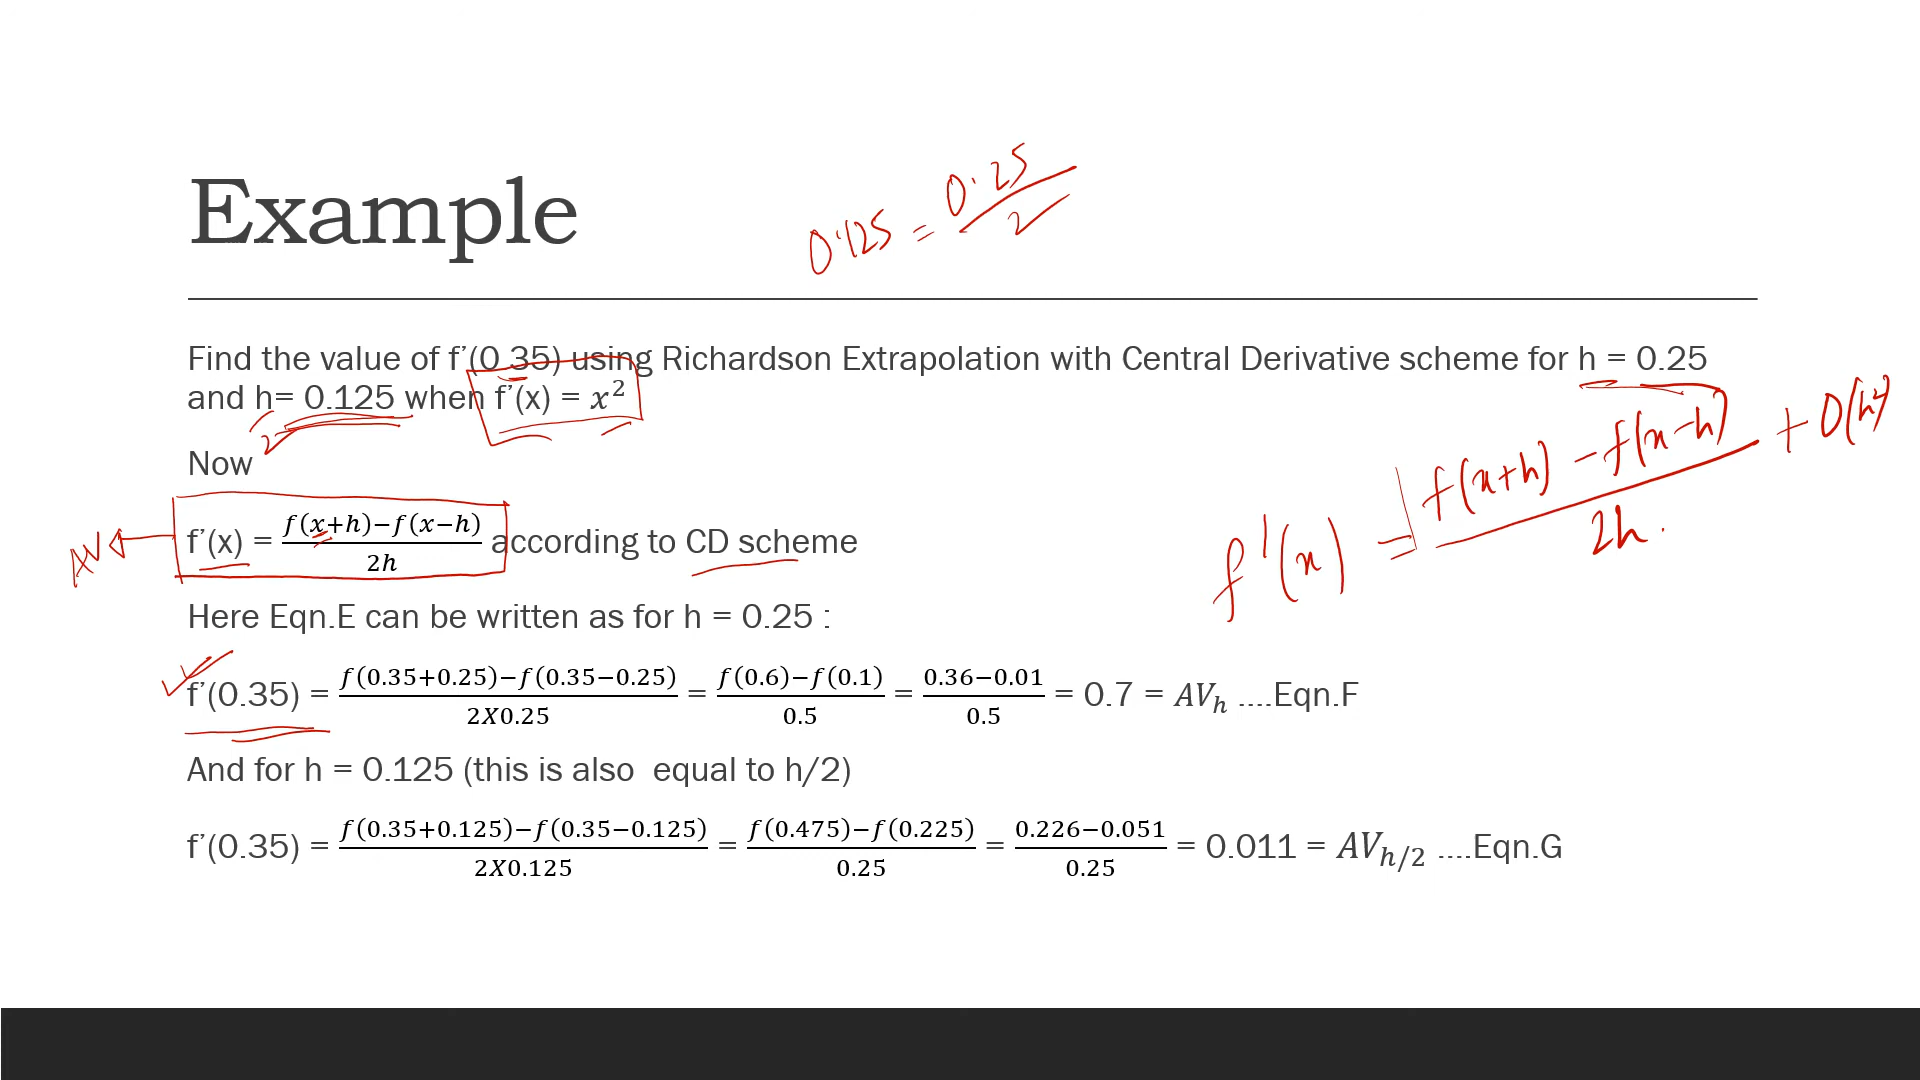 Example
0.125 = 0.25/2
Find the value of f’(0.35) using Richardson Extrapolation with Central Derivative scheme for h = 0.25
and h= 0.125 when f’(x) = x²
2
Now
f’(x) = (f(x+h)−f(x−h))/2h according to CD scheme
AV
f'(x) = (f(x+h) − f(x−h))/2h. + O(h²)
Here Eqn.E can be written as for h = 0.25 :
f’(0.35) = (f(0.35+0.25)−f(0.35−0.25))/(2X0.25) = (f(0.6)−f(0.1))/0.5 = (0.36−0.01)/0.5 = 0.7 = AV_h ....Eqn.F
And for h = 0.125 (this is also equal to h/2)
f’(0.35) = (f(0.35+0.125)−f(0.35−0.125))/(2X0.125) = (f(0.475)−f(0.225))/0.25 = (0.226−0.051)/0.25 = 0.011 = AV_h/2 ....Eqn.G